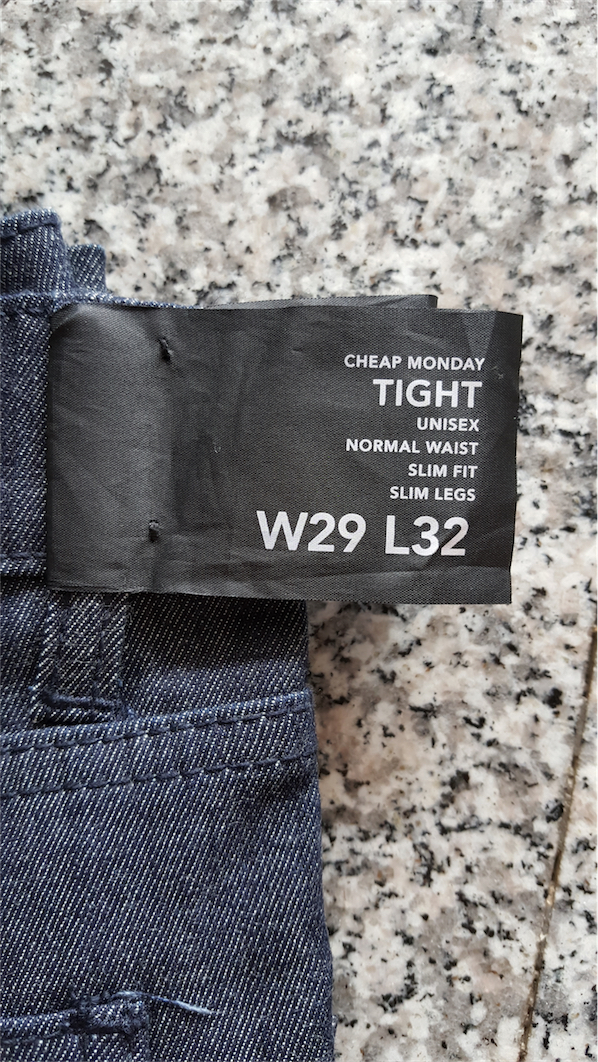 CHEAP MONDAY
TIGHT
UNISEX
NORMAL WAIST
SLIM FIT
SLIM LEGS
W29 L32